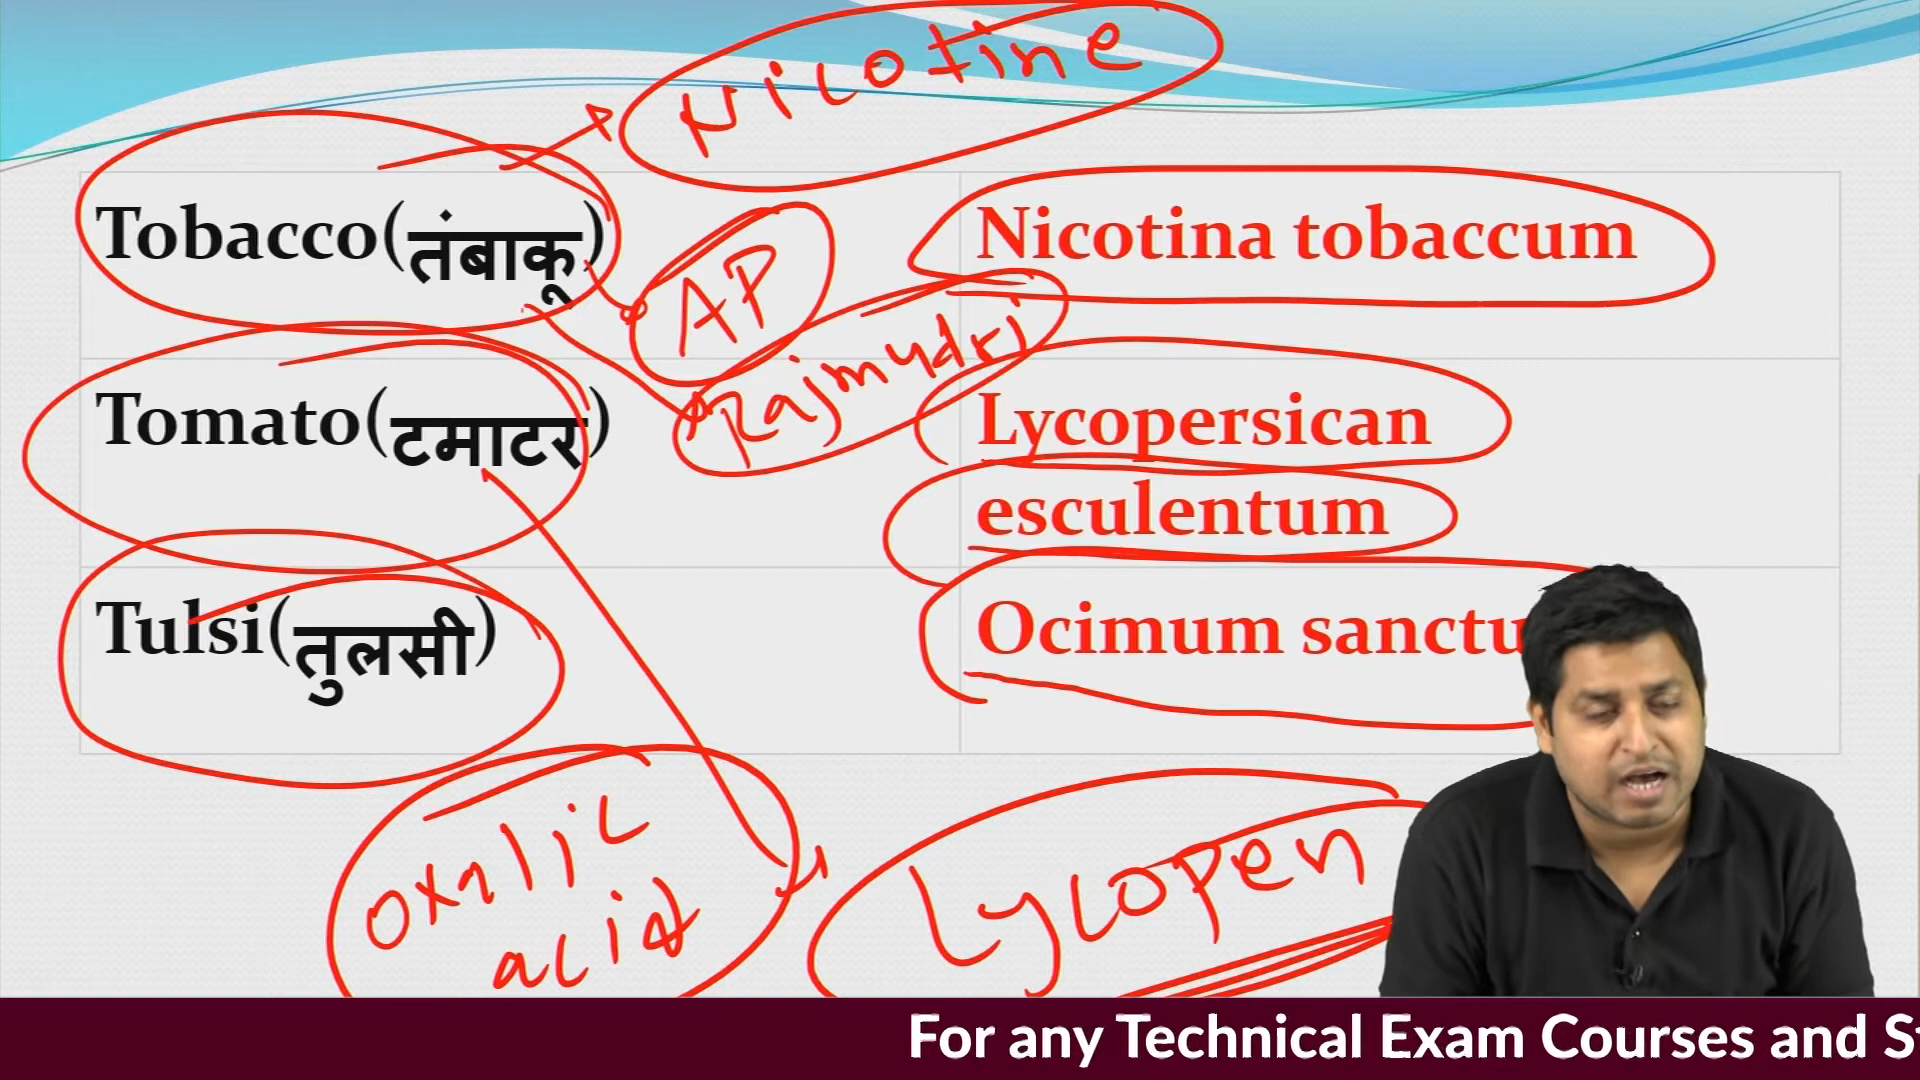 Nicotine
Tobacco(तंबाकू)
Nicotina tobaccum
AP
Rajmudri
Tomato(टमाटर)
Lycopersican
esculentum
Tulsi(तुलसी)
Ocimum sanctu
oxalic
acid
Lycopen
For any Technical Exam Courses and St